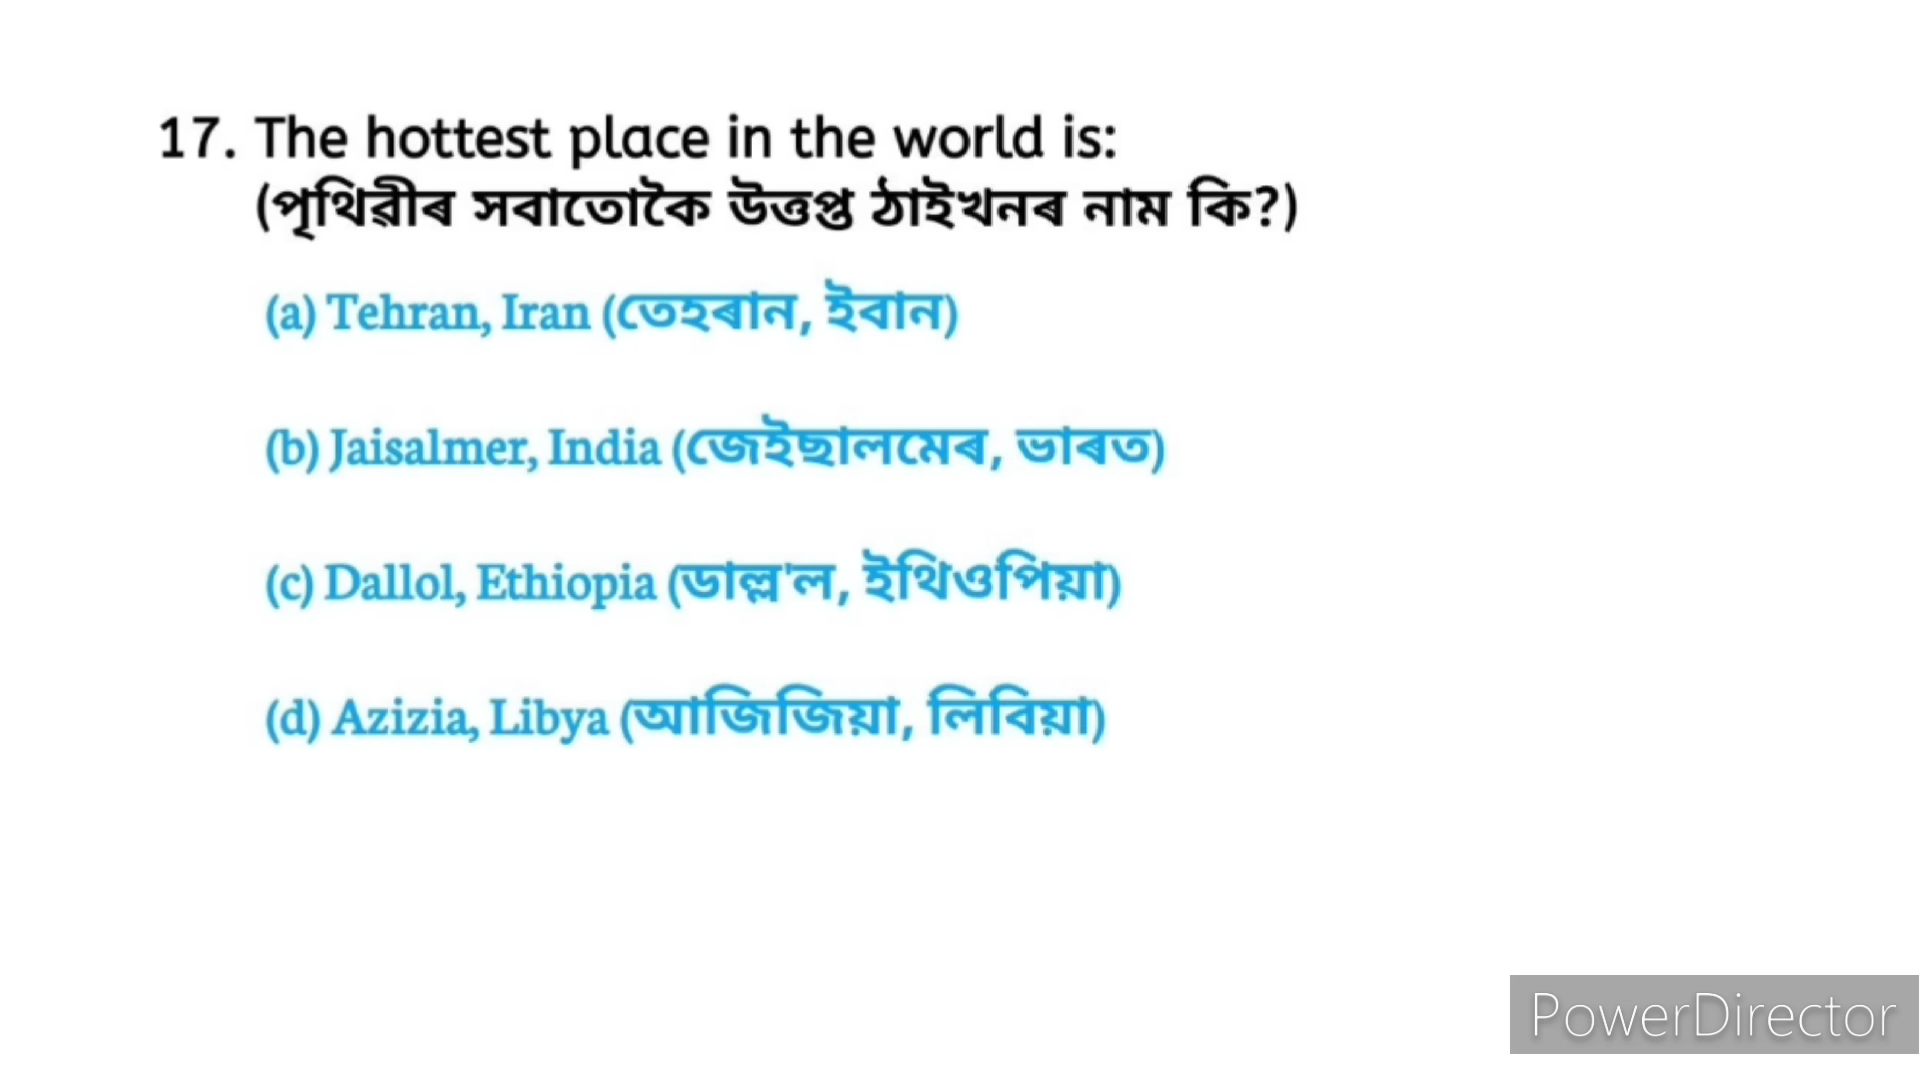 17. The hottest place in the world is:
(পৃথিৱীৰ সবাতোকৈ উত্তপ্ত ঠাইখনৰ নাম কি?)
(a) Tehran, Iran (তেহৰান, ইবান)
(b) Jaisalmer, India (জেইছালমেৰ, ভাৰত)
(c) Dallol, Ethiopia (ডাল্ল'ল, ইথিওপিয়া)
(d) Azizia, Libya (আজিজিয়া, লিবিয়া)
PowerDirector